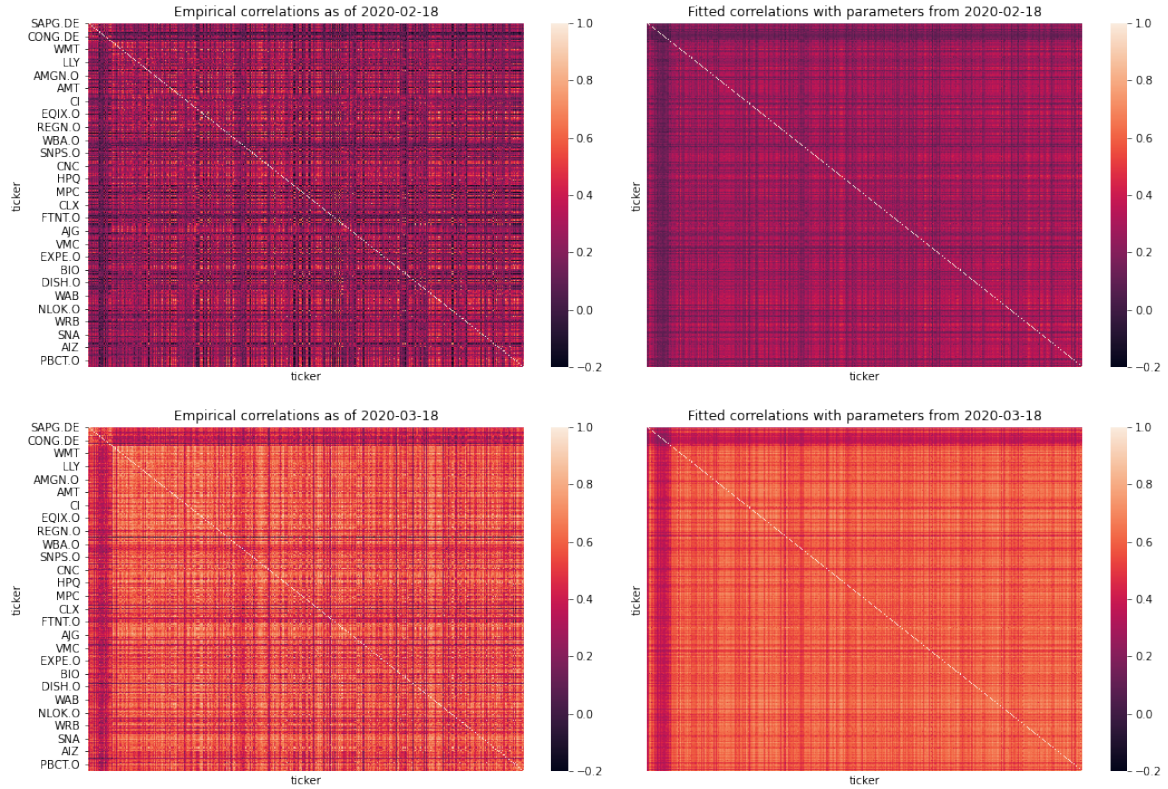 Empirical correlations as of 2020-02-18
SAPG.DE
CONG.DE
WMT
LLY
AMGN.O
AMT
CI
EQIX.O
REGN.O
WBA.O
SNPS.O
CNC
HPQ
MPC
CLX
FTNT.O
AJG
VMC
EXPE.O
BIO
DISH.O
WAB
NLOK.O
WRB
SNA
AIZ
PBCT.O
ticker
ticker
1.0
0.8
0.6
0.4
0.2
0.0
−0.2
Fitted correlations with parameters from 2020-02-18
ticker
ticker
1.0
0.8
0.6
0.4
0.2
0.0
−0.2
Empirical correlations as of 2020-03-18
SAPG.DE
CONG.DE
WMT
LLY
AMGN.O
AMT
CI
EQIX.O
REGN.O
WBA.O
SNPS.O
CNC
HPQ
MPC
CLX
FTNT.O
AJG
VMC
EXPE.O
BIO
DISH.O
WAB
NLOK.O
WRB
SNA
AIZ
PBCT.O
ticker
ticker
1.0
0.8
0.6
0.4
0.2
0.0
−0.2
Fitted correlations with parameters from 2020-03-18
ticker
ticker
1.0
0.8
0.6
0.4
0.2
0.0
−0.2